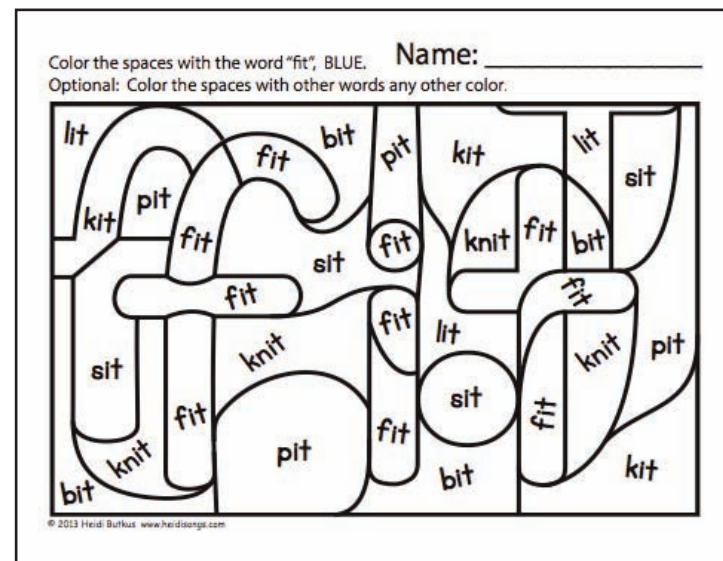 Color the spaces with the word "fit", BLUE. Name: ____________________
Optional: Color the spaces with other words any other color.
lit
fit
bit
pit
kit
lit
sit
kit
pit
fit
sit
fit
knit
fit
bit
fit
fit
fit
lit
knit
knit
pit
sit
sit
fit
knit
pit
fit
bit
fit
kit
bit
© 2013 Heidi Butkus www.heidisongs.com